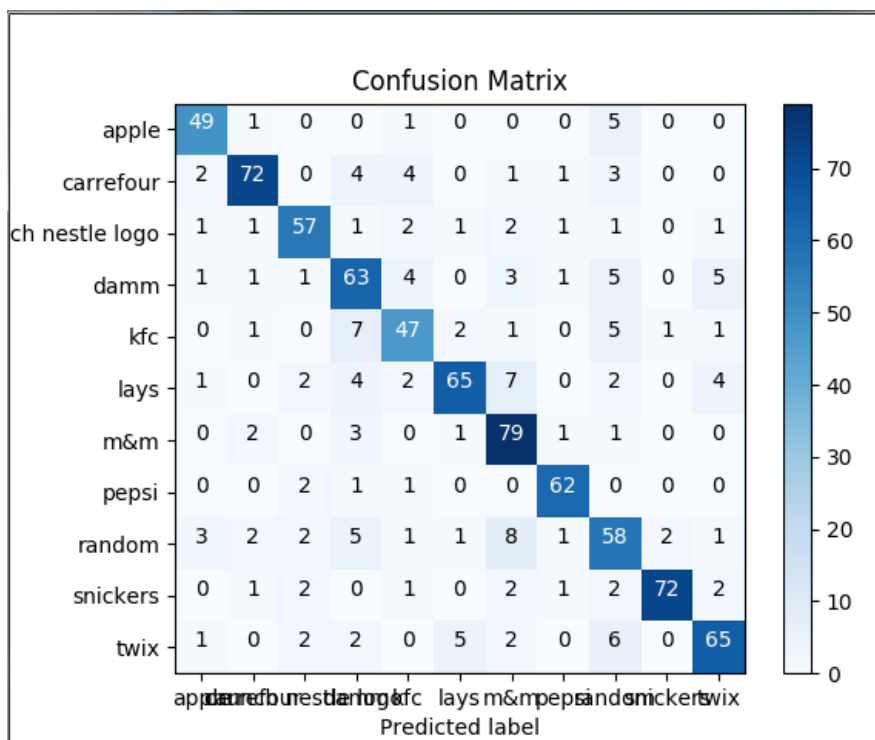 Confusion Matrix
apple 49 1 0 0 1 0 0 0 5 0 0
carrefour 2 72 0 4 4 0 1 1 3 0 0 70
ch nestle logo 1 1 57 1 2 1 2 1 1 0 1 60
damm 1 1 1 63 4 0 3 1 5 0 5 50
kfc 0 1 0 7 47 2 1 0 5 1 1 40
lays 1 0 2 4 2 65 7 0 2 0 4
m&m 0 2 0 3 0 1 79 1 1 0 0 30
pepsi 0 0 2 1 1 0 0 62 0 0 0
random 3 2 2 5 1 1 8 1 58 2 1 20
snickers 0 1 2 0 1 0 2 1 2 72 2 10
twix 1 0 2 2 0 5 2 0 6 0 65 0
kfc lays m&m pepsi random snickers twix
Predicted label